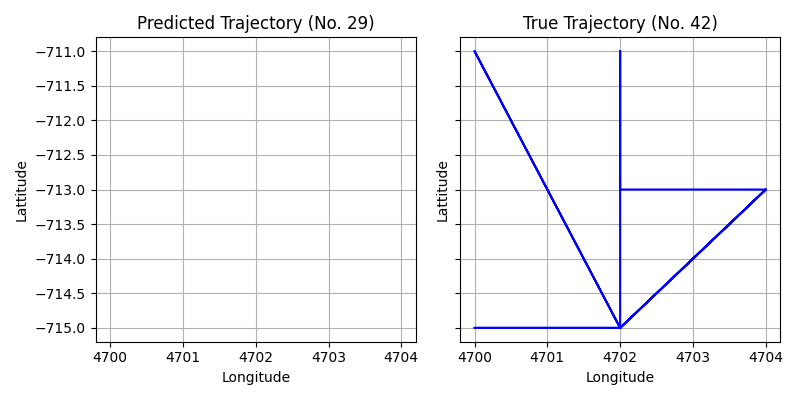 Predicted Trajectory (No. 29)
True Trajectory (No. 42)
−711.0
−711.5
−712.0
−712.5
−713.0
−713.5
−714.0
−714.5
−715.0
Lattitude
Lattitude
4700 4701 4702 4703 4704
4700 4701 4702 4703 4704
Longitude
Longitude